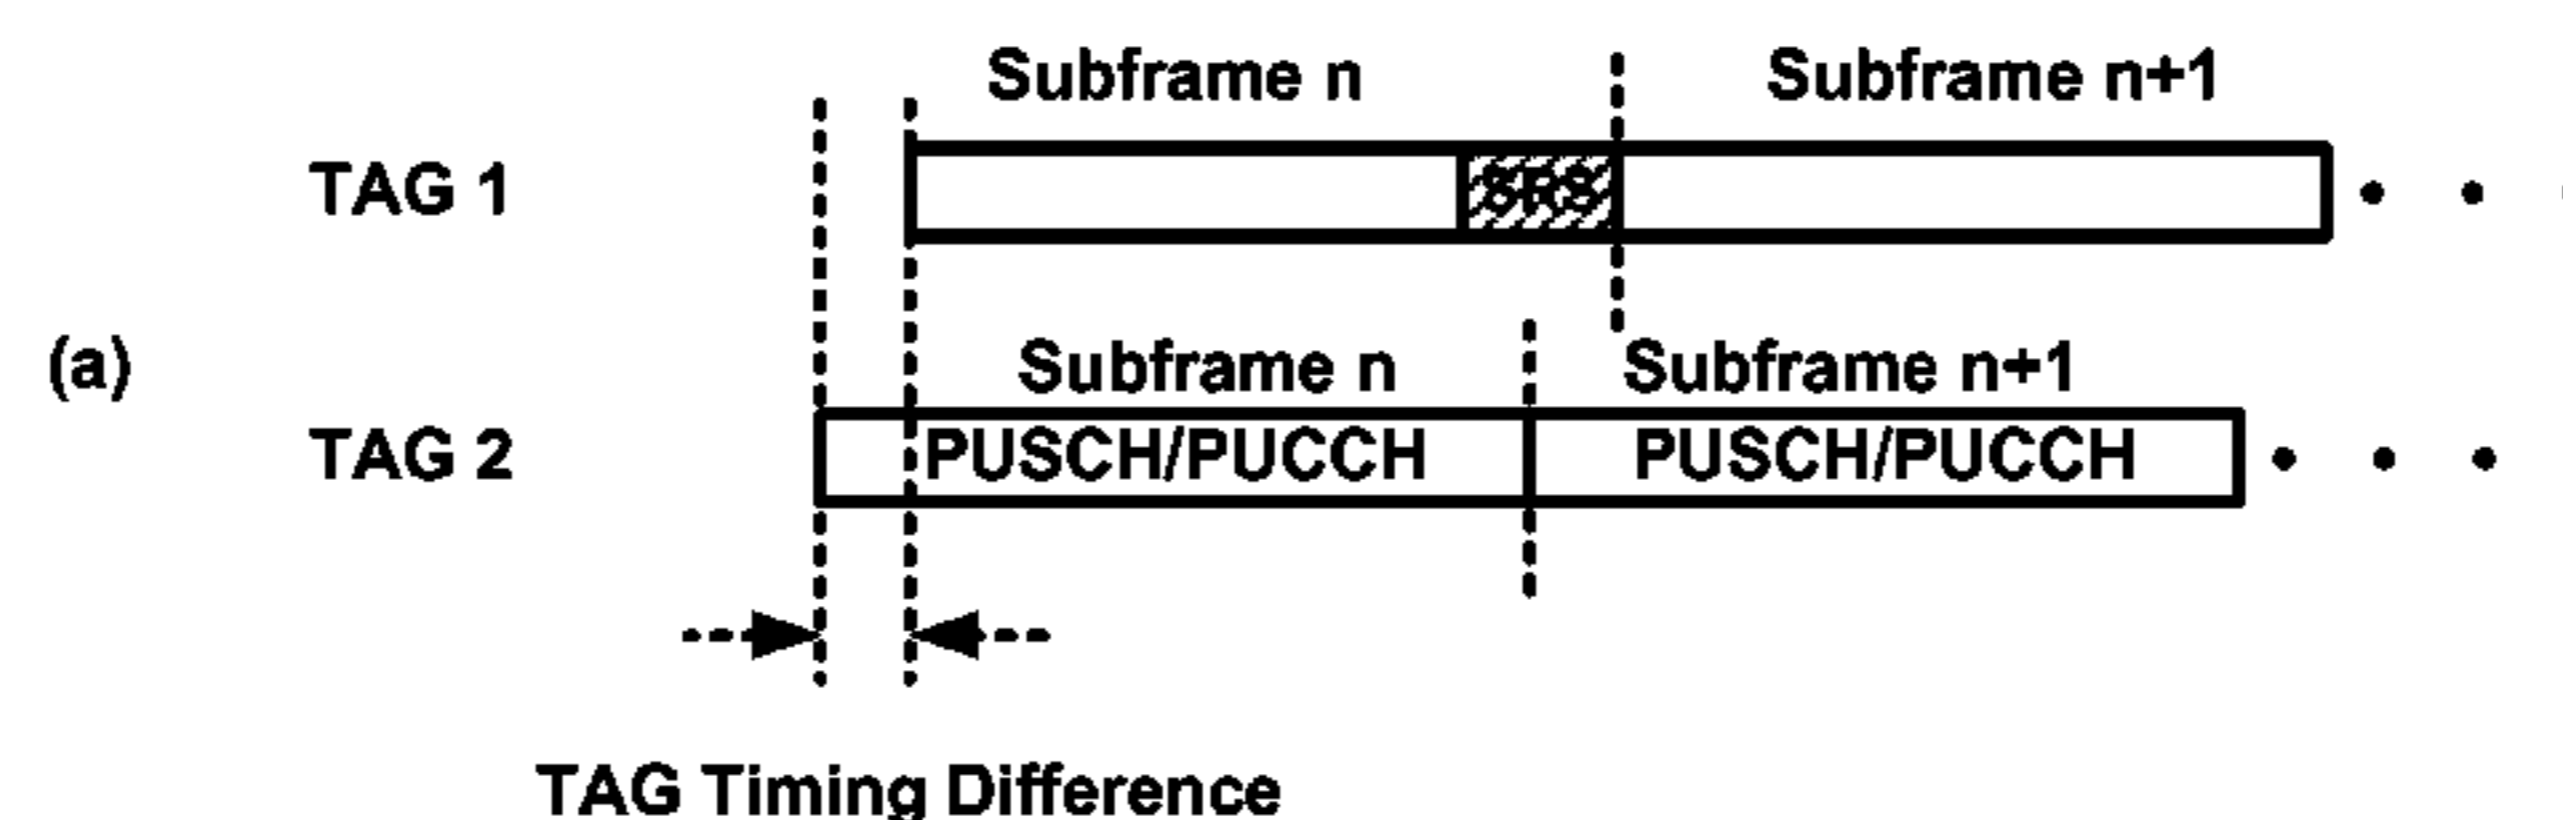 Subframe n Subframe n+1
TAG 1 SRS
(a)
Subframe n Subframe n+1
TAG 2 PUSCH/PUCCH PUSCH/PUCCH
TAG Timing Difference